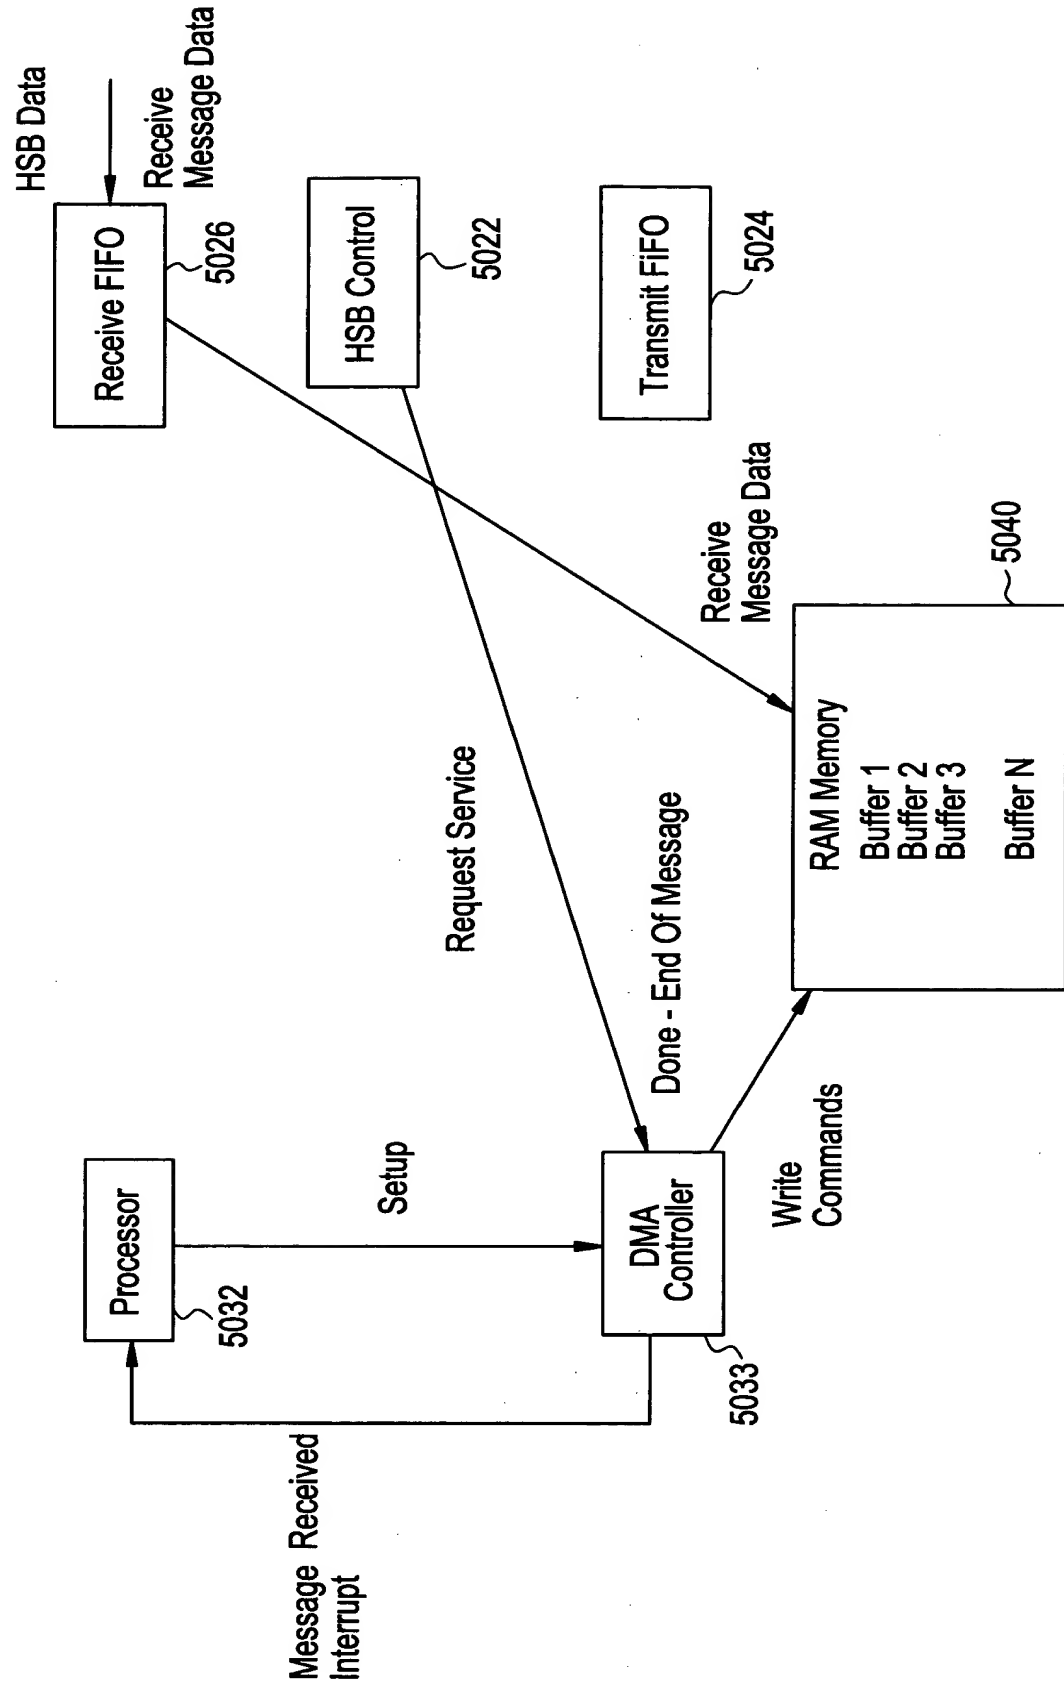 Message Received
Interrupt
Processor
5032
Setup
DMA
Controller
5033
Write
Commands
Request Service
Done - End Of Message
RAM Memory
Buffer 1
Buffer 2
Buffer 3
Buffer N
5040
Receive
Message Data
HSB Data
Receive
Message Data
Receive FIFO
5026
HSB Control
5022
Transmit FiFO
5024